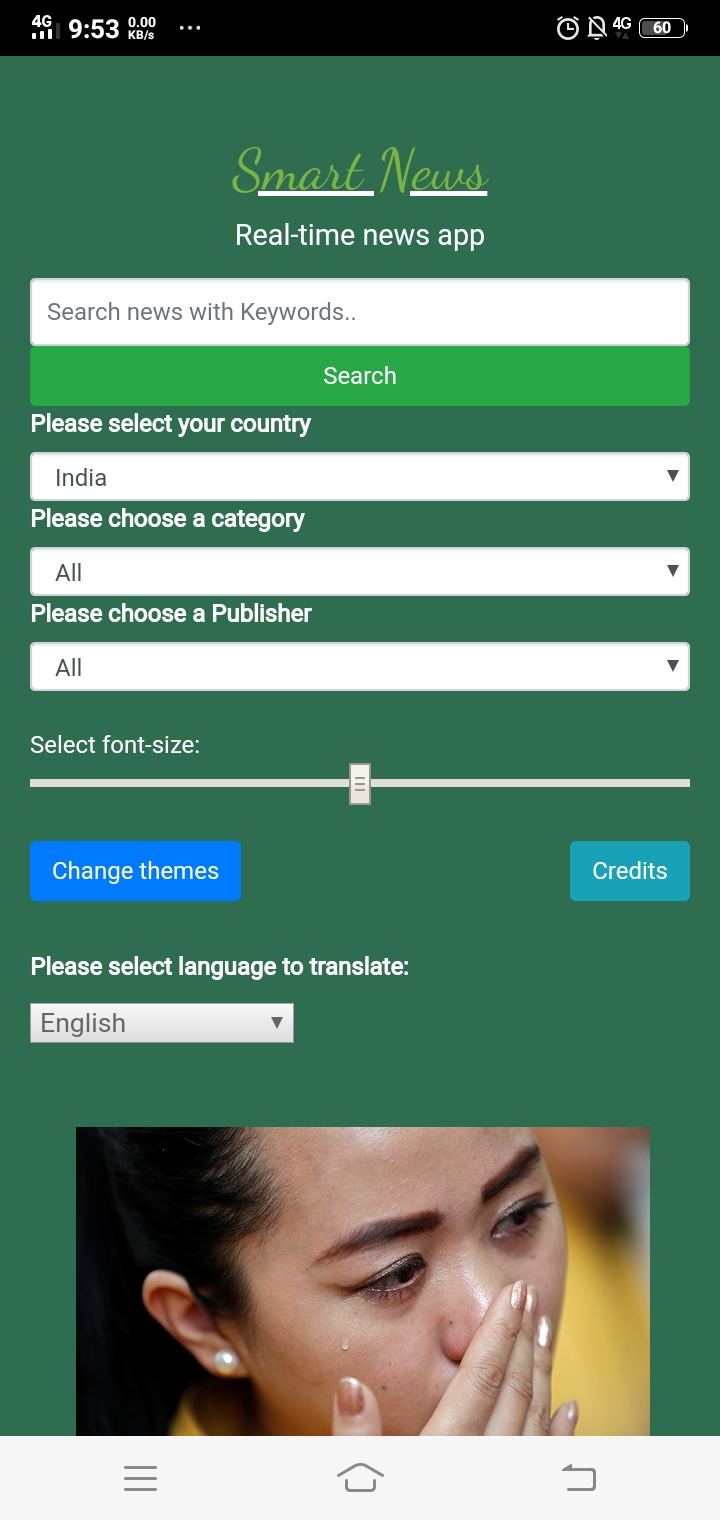 4G 9:53 0.00 KB/s ... 4G 60
Smart News
Real-time news app
Search news with Keywords..
Search
Please select your country
India
Please choose a category
All
Please choose a Publisher
All
Select font-size:
Change themes Credits
Please select language to translate:
English